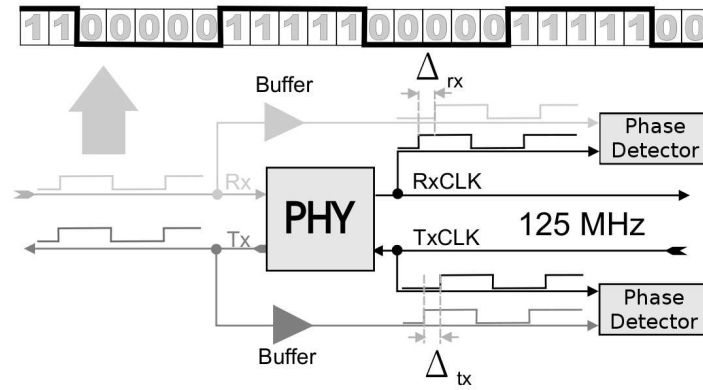 110000011111000001111100
Buffer
Δrx
Phase
Detector
Rx
RxCLK
PHY
125 MHz
Tx
TxCLK
Phase
Detector
Buffer
Δtx